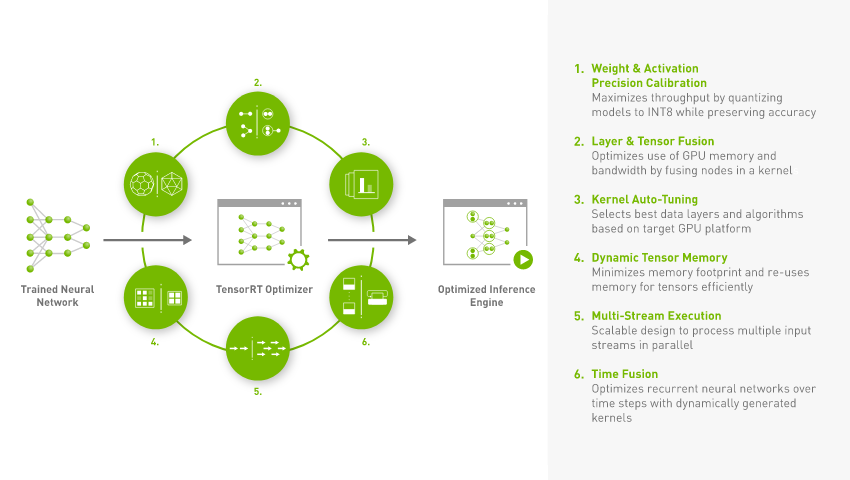 2.
1.
3.
Trained Neural
Network
TensorRT Optimizer
Optimized Inference
Engine
4.
6.
5.
1. Weight & Activation
Precision Calibration
Maximizes throughput by quantizing
models to INT8 while preserving accuracy
2. Layer & Tensor Fusion
Optimizes use of GPU memory and
bandwidth by fusing nodes in a kernel
3. Kernel Auto-Tuning
Selects best data layers and algorithms
based on target GPU platform
4. Dynamic Tensor Memory
Minimizes memory footprint and re-uses
memory for tensors efficiently
5. Multi-Stream Execution
Scalable design to process multiple input
streams in parallel
6. Time Fusion
Optimizes recurrent neural networks over
time steps with dynamically generated
kernels